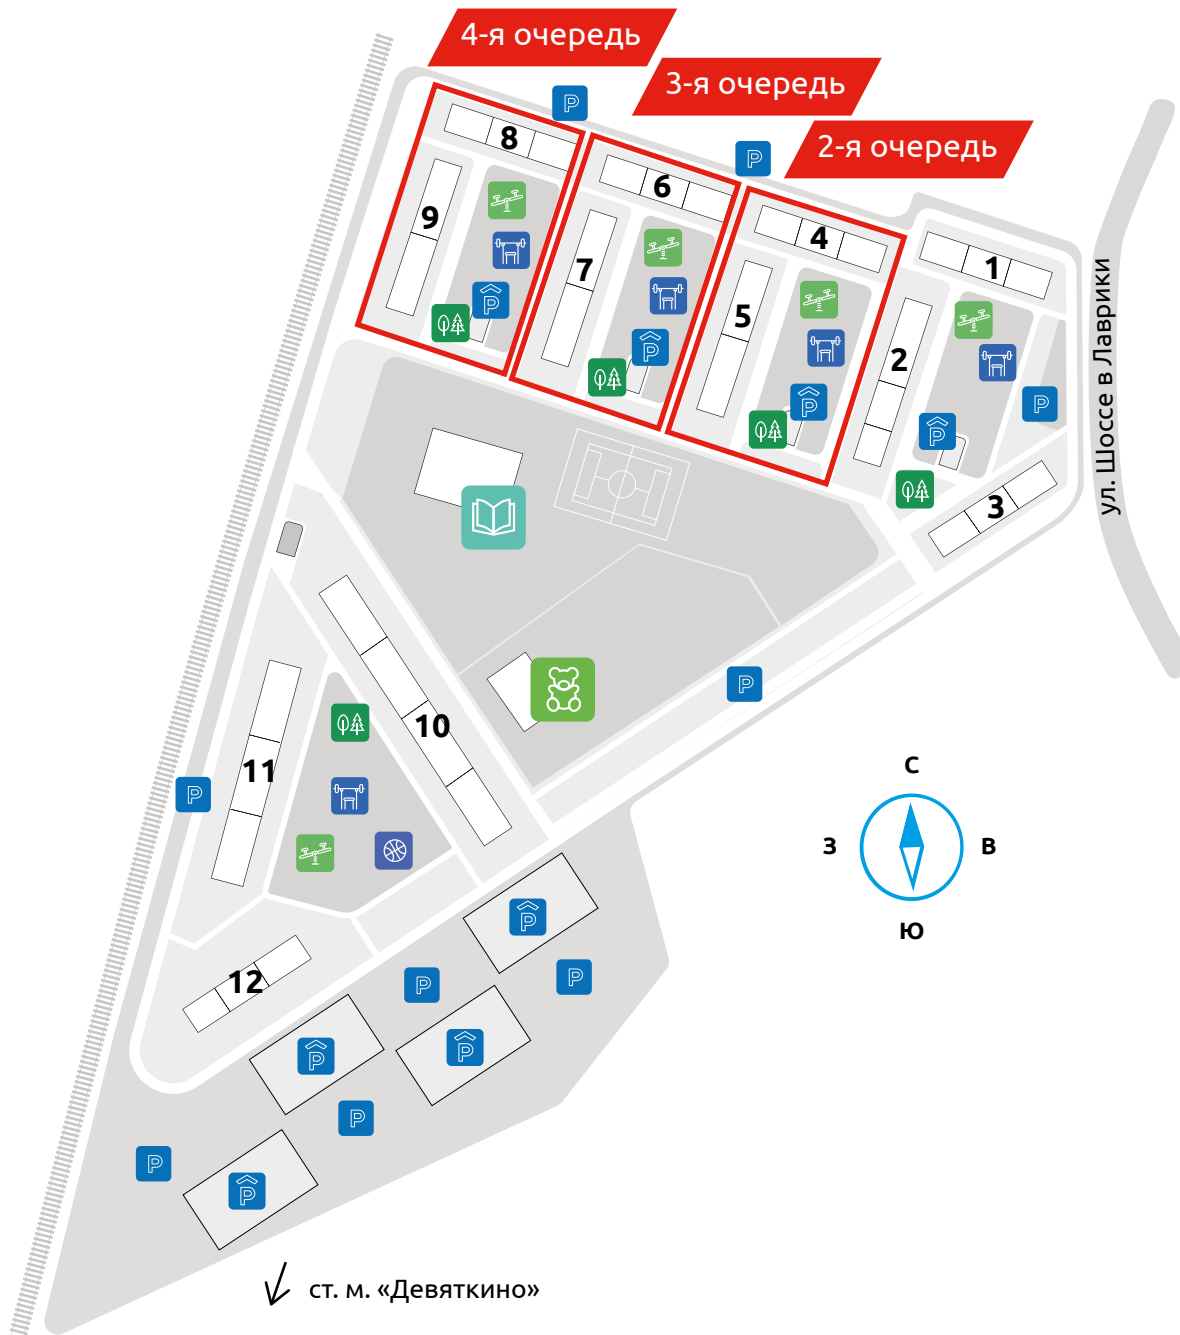 4-я очередь
3-я очередь
2-я очередь
P
P
8
6
4
1
9
7
5
2
3
P
P
P
P
P
ул. Шоссе в Лаврики
P
10
11
12
P
С
З
В
Ю
P
P
P
P
P
P
P
P
ст. м. «Девяткино»